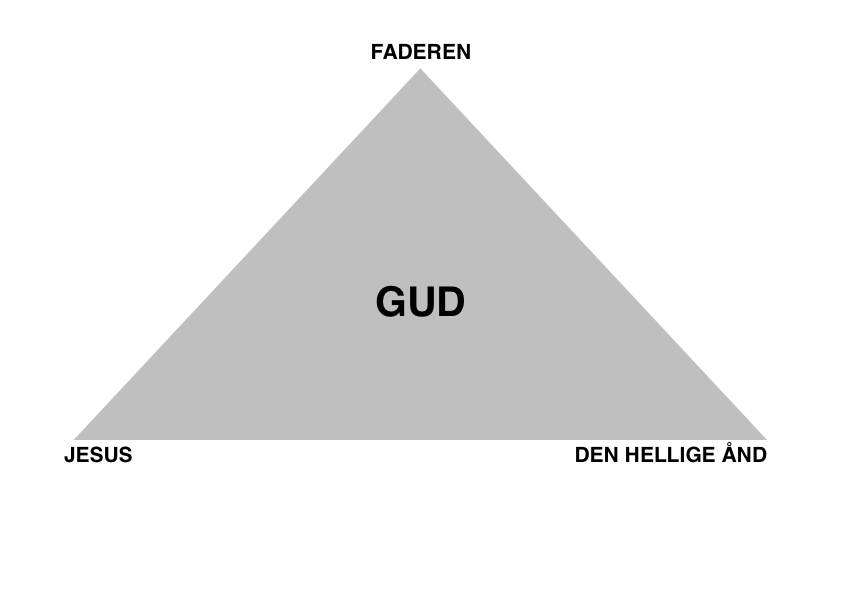 FADEREN
GUD
JESUS
DEN HELLIGE ÅND